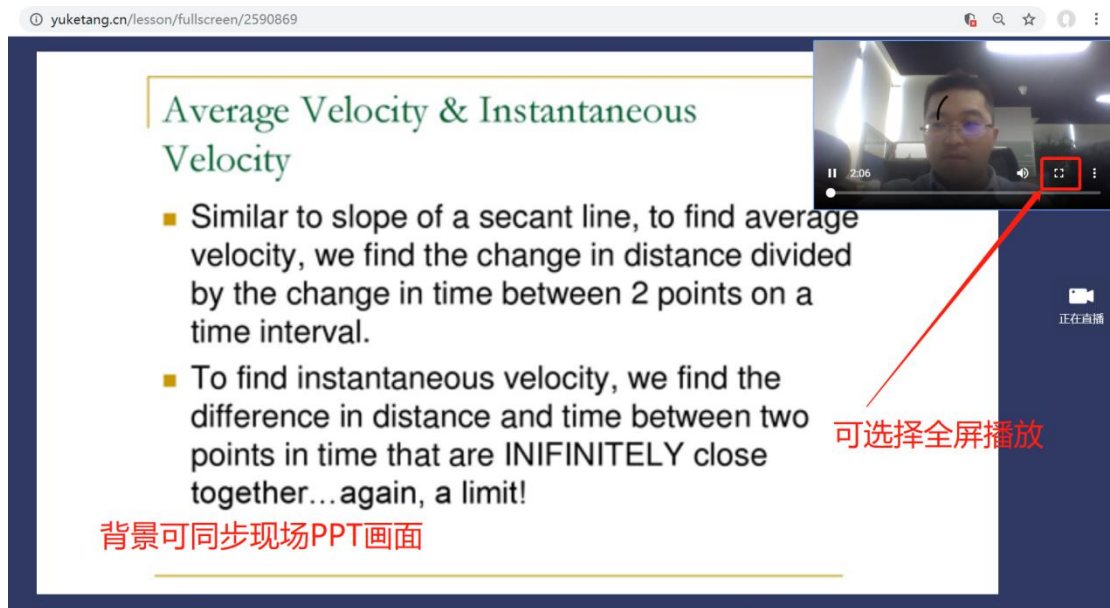 yuketang.cn/lesson/fullscreen/2590869
Average Velocity & Instantaneous
Velocity
Similar to slope of a secant line, to find average
velocity, we find the change in distance divided
by the change in time between 2 points on a
time interval.
To find instantaneous velocity, we find the
difference in distance and time between two
points in time that are INIFINITELY close
together…again, a limit!
背景可同步现场PPT画面
2:06
正在直播
可选择全屏播放